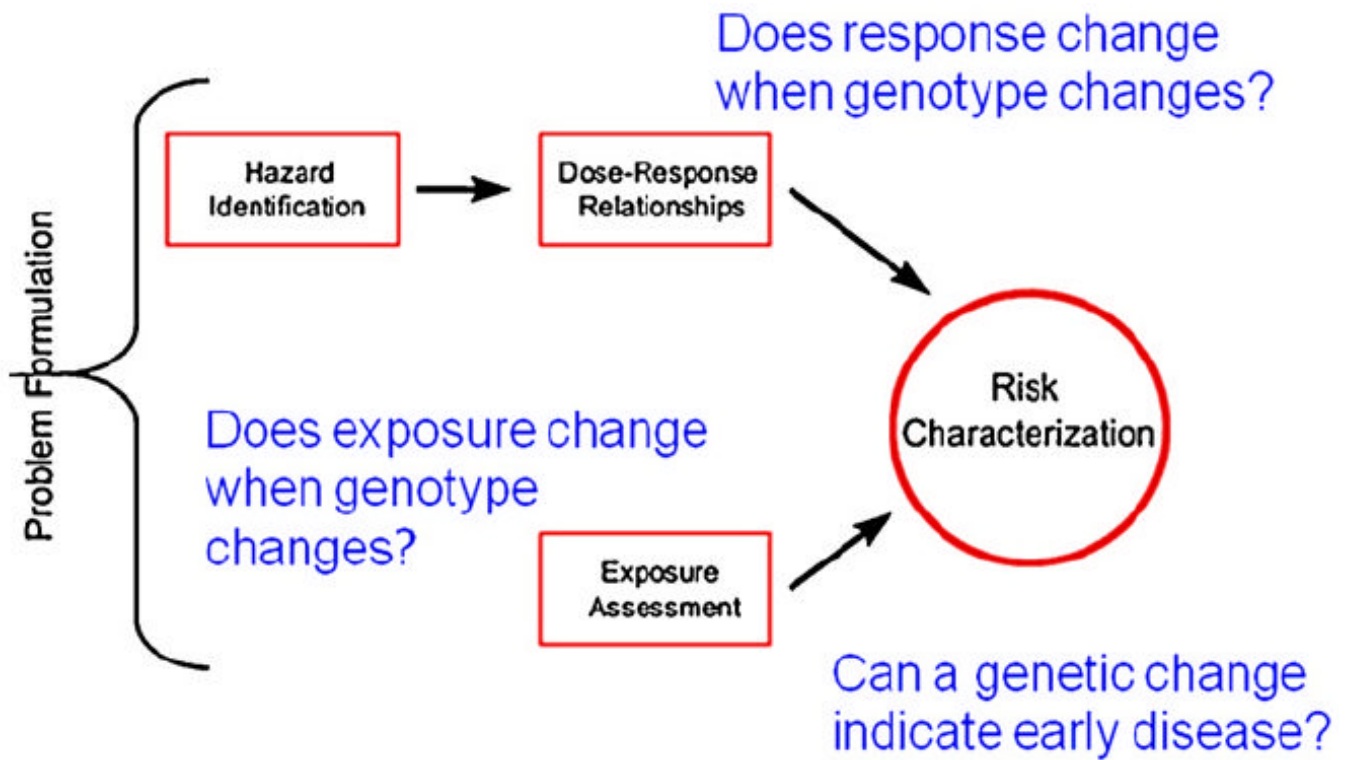 Does response change
when genotype changes?
Hazard
Identification
Dose-Response
Relationships
Problem Formulation
Risk
Characterization
Does exposure change
when genotype
changes?
Exposure
Assessment
Can a genetic change
indicate early disease?